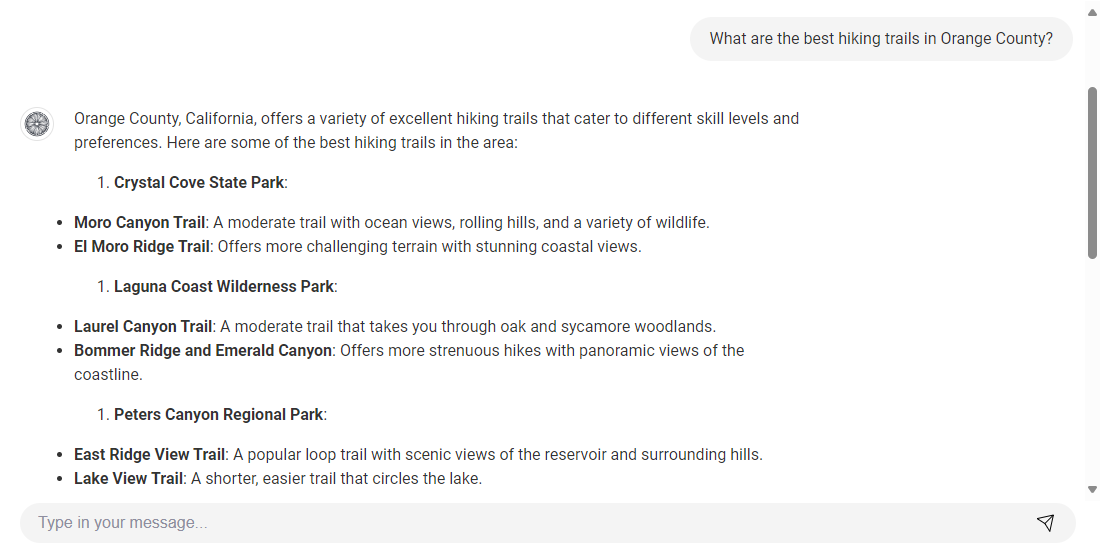 What are the best hiking trails in Orange County?
Orange County, California, offers a variety of excellent hiking trails that cater to different skill levels and
preferences. Here are some of the best hiking trails in the area:
1. Crystal Cove State Park:
• Moro Canyon Trail: A moderate trail with ocean views, rolling hills, and a variety of wildlife.
• El Moro Ridge Trail: Offers more challenging terrain with stunning coastal views.
1. Laguna Coast Wilderness Park:
• Laurel Canyon Trail: A moderate trail that takes you through oak and sycamore woodlands.
• Bommer Ridge and Emerald Canyon: Offers more strenuous hikes with panoramic views of the
coastline.
1. Peters Canyon Regional Park:
• East Ridge View Trail: A popular loop trail with scenic views of the reservoir and surrounding hills.
• Lake View Trail: A shorter, easier trail that circles the lake.
Type in your message...